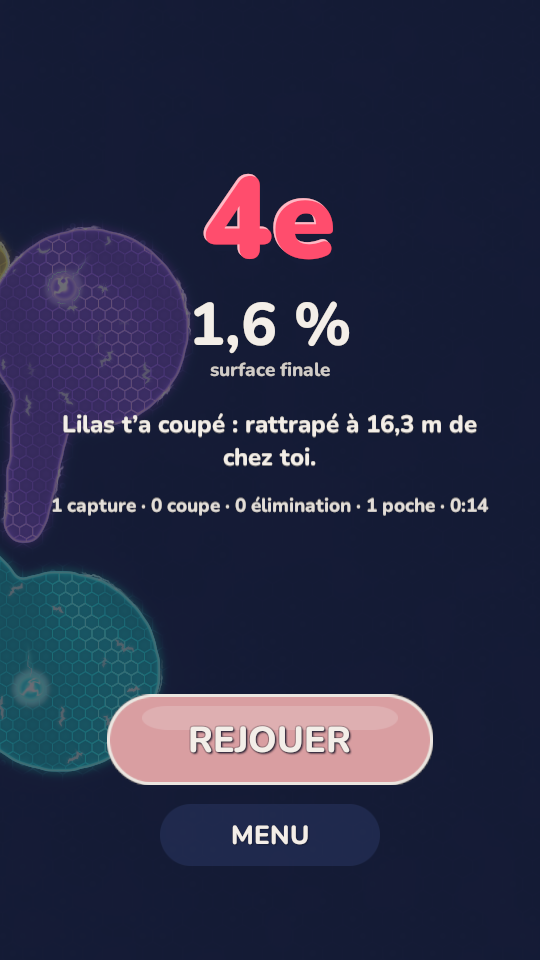 4e
1,6 %
surface finale
Lilas t’a coupé : rattrapé à 16,3 m de
chez toi.
1 capture · 0 coupe · 0 élimination · 1 poche · 0:14
REJOUER
MENU